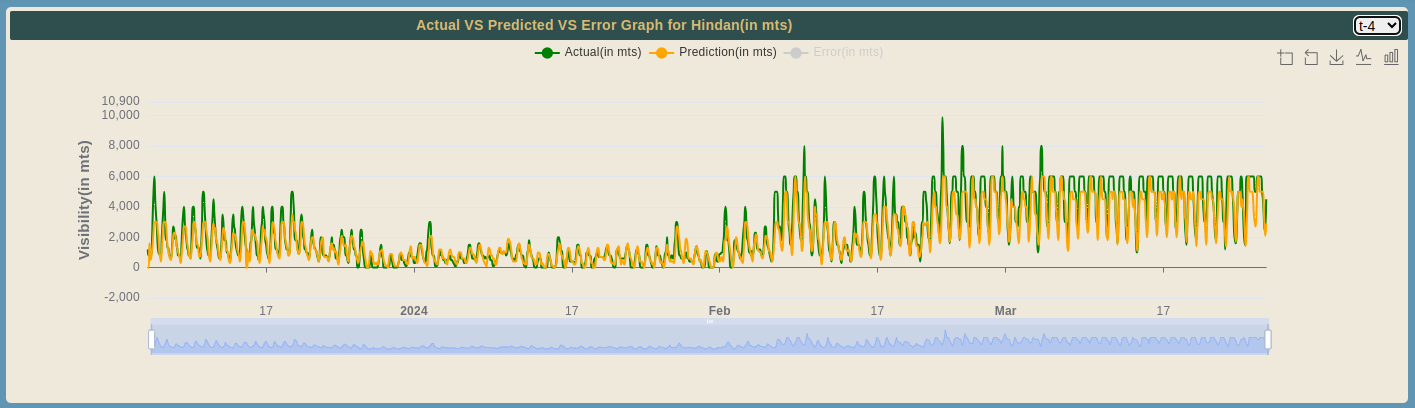 Actual VS Predicted VS Error Graph for Hindan(in mts)
t-4
Actual(in mts) Prediction(in mts) Error(in mts)
Visibility(in mts)
10,900
10,000
8,000
6,000
4,000
2,000
0
-2,000
17 2024 17 Feb 17 Mar 17